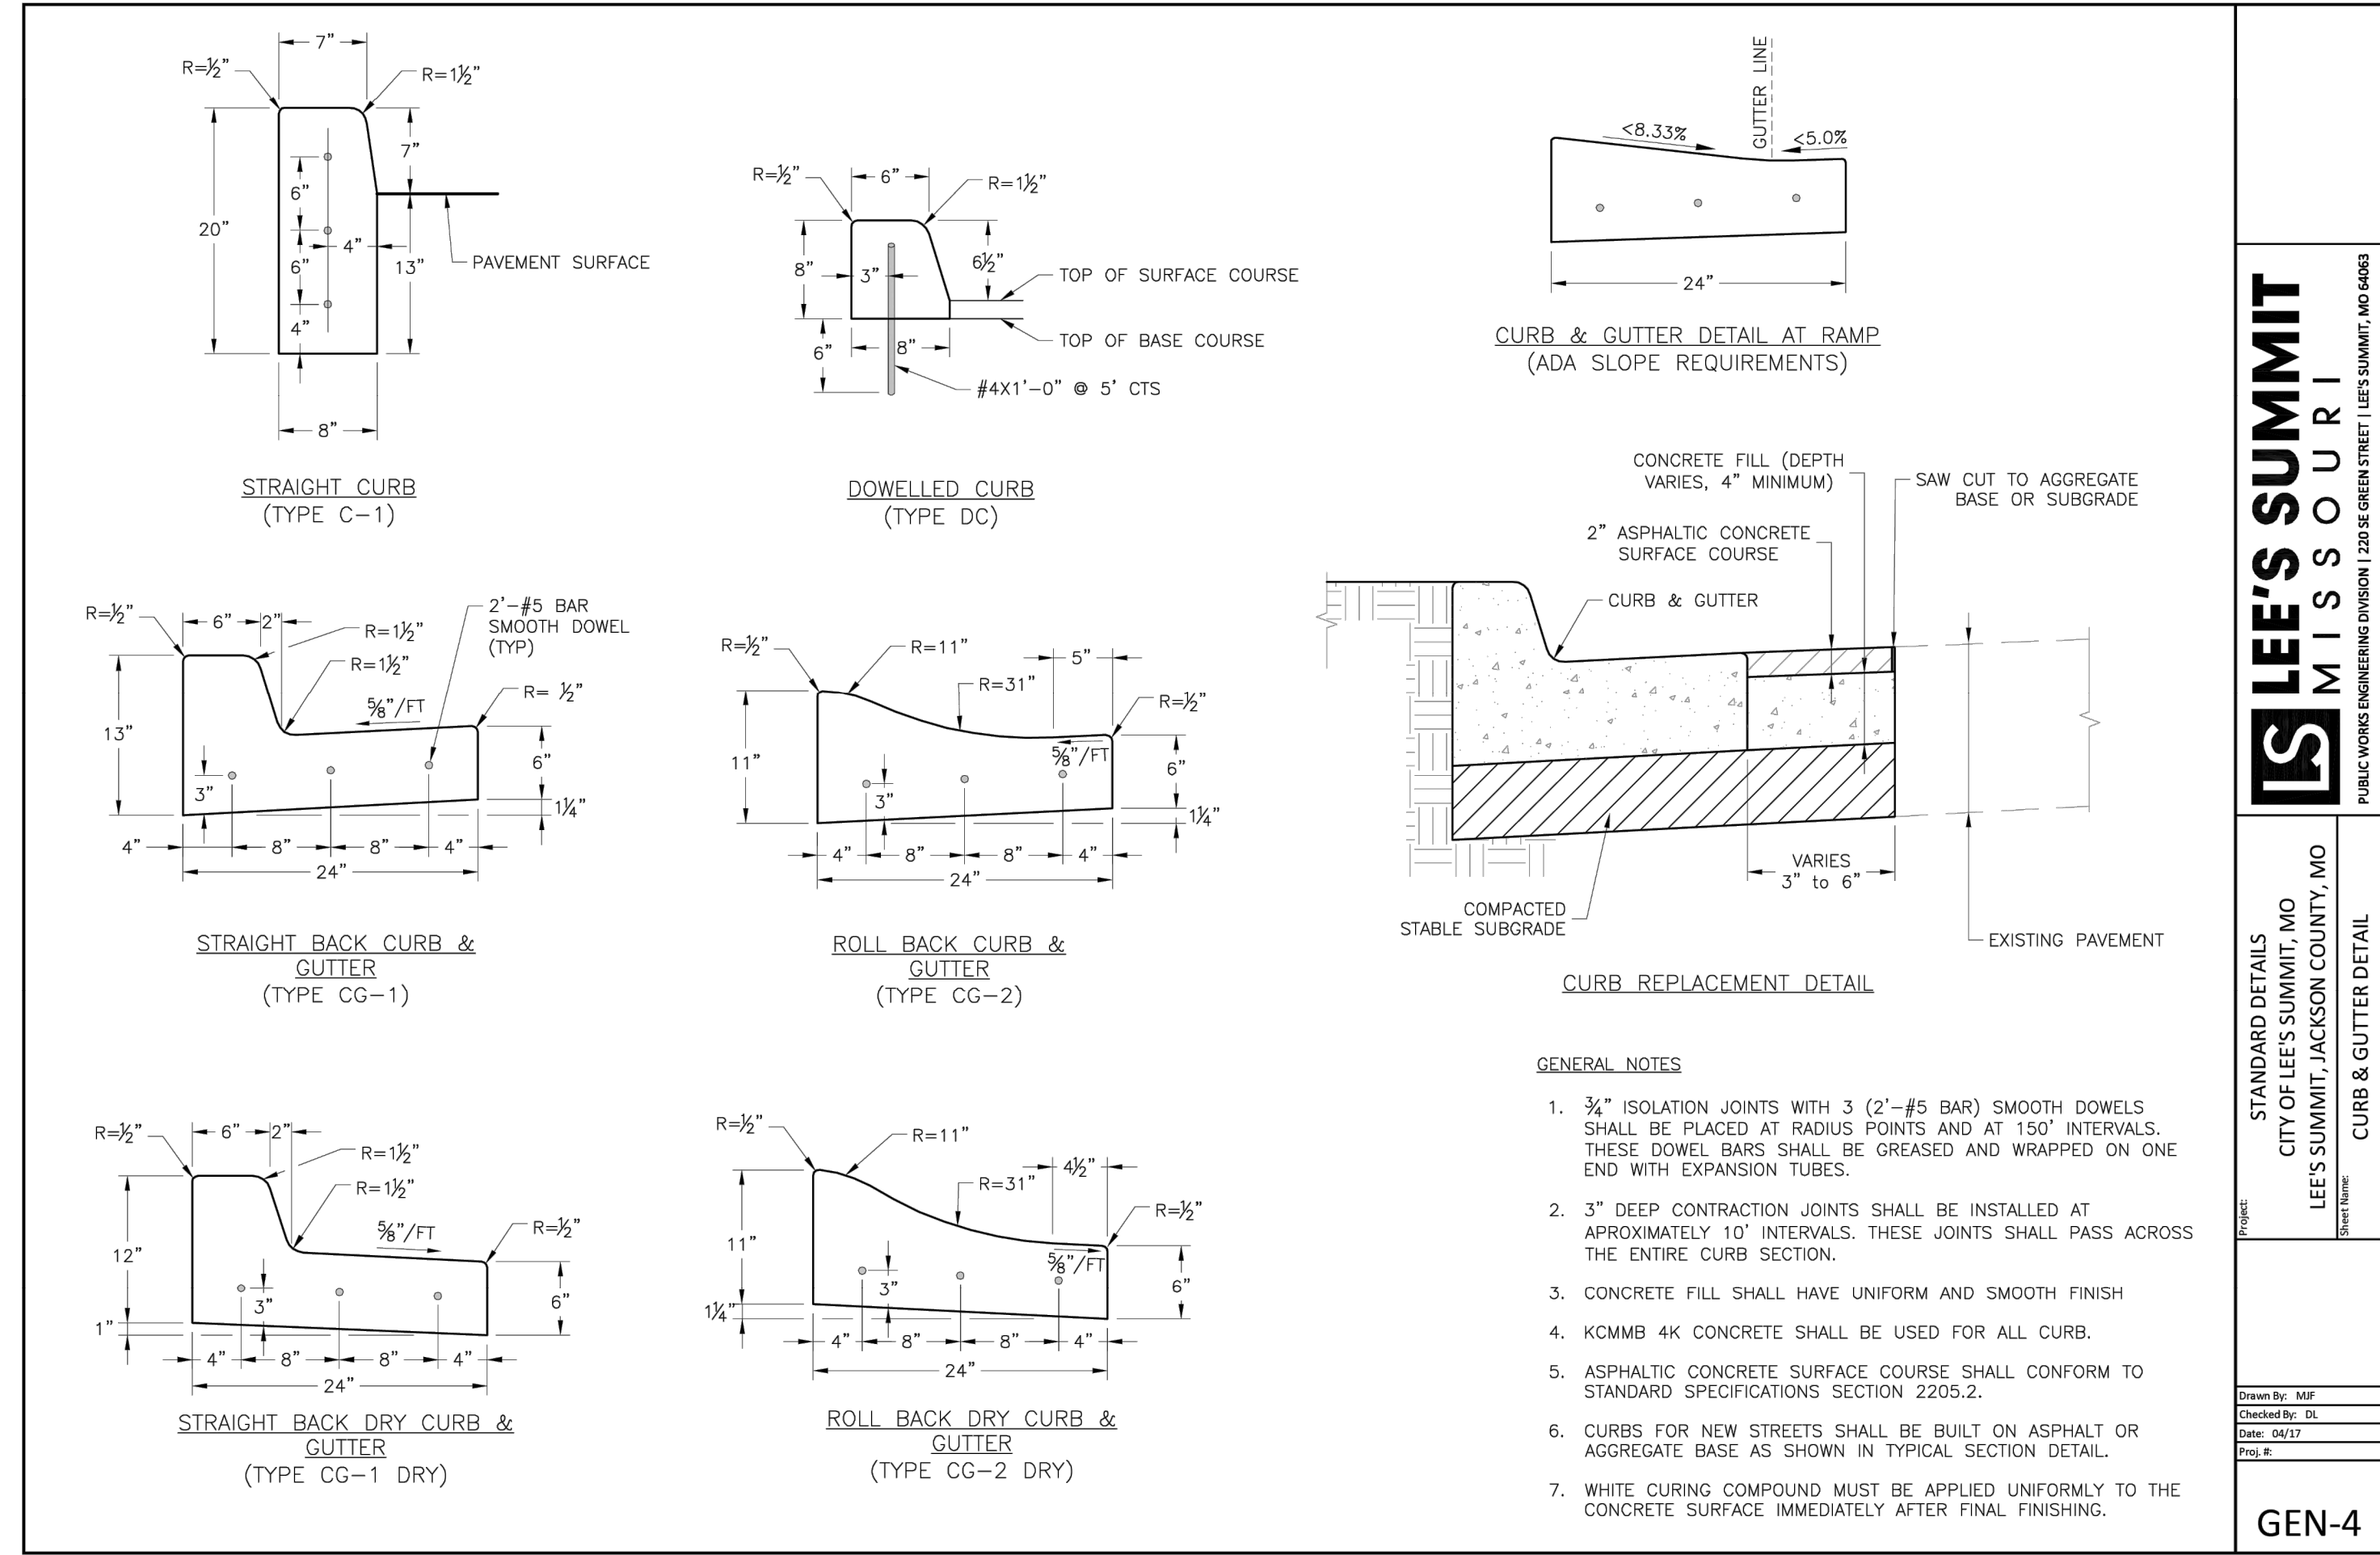 7"
R=½"
R=1½"
7"
6"
20"
4"
6"
13"
PAVEMENT SURFACE
4"
8"
STRAIGHT CURB
(TYPE C-1)
R=½"
6"
R=1½"
8"
3"
6½"
TOP OF SURFACE COURSE
TOP OF BASE COURSE
6"
8"
#4X1'-0" @ 5' CTS
DOWELLED CURB
(TYPE DC)
GUTTER LINE
<8.33%
<5.0%
24"
CURB & GUTTER DETAIL AT RAMP
(ADA SLOPE REQUIREMENTS)
R=½"
6"
2"
R=1½"
R=1½"
2'-#5 BAR
SMOOTH DOWEL
(TYP)
R= ½"
⅝"/FT
13"
6"
3"
1¼"
4"
8"
8"
4"
24"
STRAIGHT BACK CURB &
GUTTER
(TYPE CG-1)
R=½"
R=11"
R=31"
5"
R=½"
⅝"/FT
11"
6"
3"
1¼"
4"
8"
8"
4"
24"
ROLL BACK CURB &
GUTTER
(TYPE CG-2)
CONCRETE FILL (DEPTH
VARIES, 4" MINIMUM)
SAW CUT TO AGGREGATE
BASE OR SUBGRADE
2" ASPHALTIC CONCRETE
SURFACE COURSE
CURB & GUTTER
VARIES
3" to 6"
COMPACTED
STABLE SUBGRADE
EXISTING PAVEMENT
CURB REPLACEMENT DETAIL
R=½"
6"
2"
R=1½"
R=1½"
⅝"/FT
R=½"
12"
3"
6"
1"
4"
8"
8"
4"
24"
STRAIGHT BACK DRY CURB &
GUTTER
(TYPE CG-1 DRY)
R=½"
R=11"
R=31"
4½"
R=½"
⅝"/FT
11"
3"
6"
1¼"
4"
8"
8"
4"
24"
ROLL BACK DRY CURB &
GUTTER
(TYPE CG-2 DRY)
GENERAL NOTES
1. ¾" ISOLATION JOINTS WITH 3 (2'-#5 BAR) SMOOTH DOWELS
SHALL BE PLACED AT RADIUS POINTS AND AT 150' INTERVALS.
THESE DOWEL BARS SHALL BE GREASED AND WRAPPED ON ONE
END WITH EXPANSION TUBES.
2. 3" DEEP CONTRACTION JOINTS SHALL BE INSTALLED AT
APROXIMATELY 10' INTERVALS. THESE JOINTS SHALL PASS ACROSS
THE ENTIRE CURB SECTION.
3. CONCRETE FILL SHALL HAVE UNIFORM AND SMOOTH FINISH
4. KCMMB 4K CONCRETE SHALL BE USED FOR ALL CURB.
5. ASPHALTIC CONCRETE SURFACE COURSE SHALL CONFORM TO
STANDARD SPECIFICATIONS SECTION 2205.2.
6. CURBS FOR NEW STREETS SHALL BE BUILT ON ASPHALT OR
AGGREGATE BASE AS SHOWN IN TYPICAL SECTION DETAIL.
7. WHITE CURING COMPOUND MUST BE APPLIED UNIFORMLY TO THE
CONCRETE SURFACE IMMEDIATELY AFTER FINAL FINISHING.
LS LEE'S SUMMIT
MISSOURI
PUBLIC WORKS ENGINEERING DIVISION | 220 SE GREEN STREET | LEE'S SUMMIT, MO 64063
Project:
STANDARD DETAILS
CITY OF LEE'S SUMMIT, MO
LEE'S SUMMIT, JACKSON COUNTY, MO
Sheet Name:
CURB & GUTTER DETAIL
Drawn By: MJF
Checked By: DL
Date: 04/17
Proj. #:
GEN-4